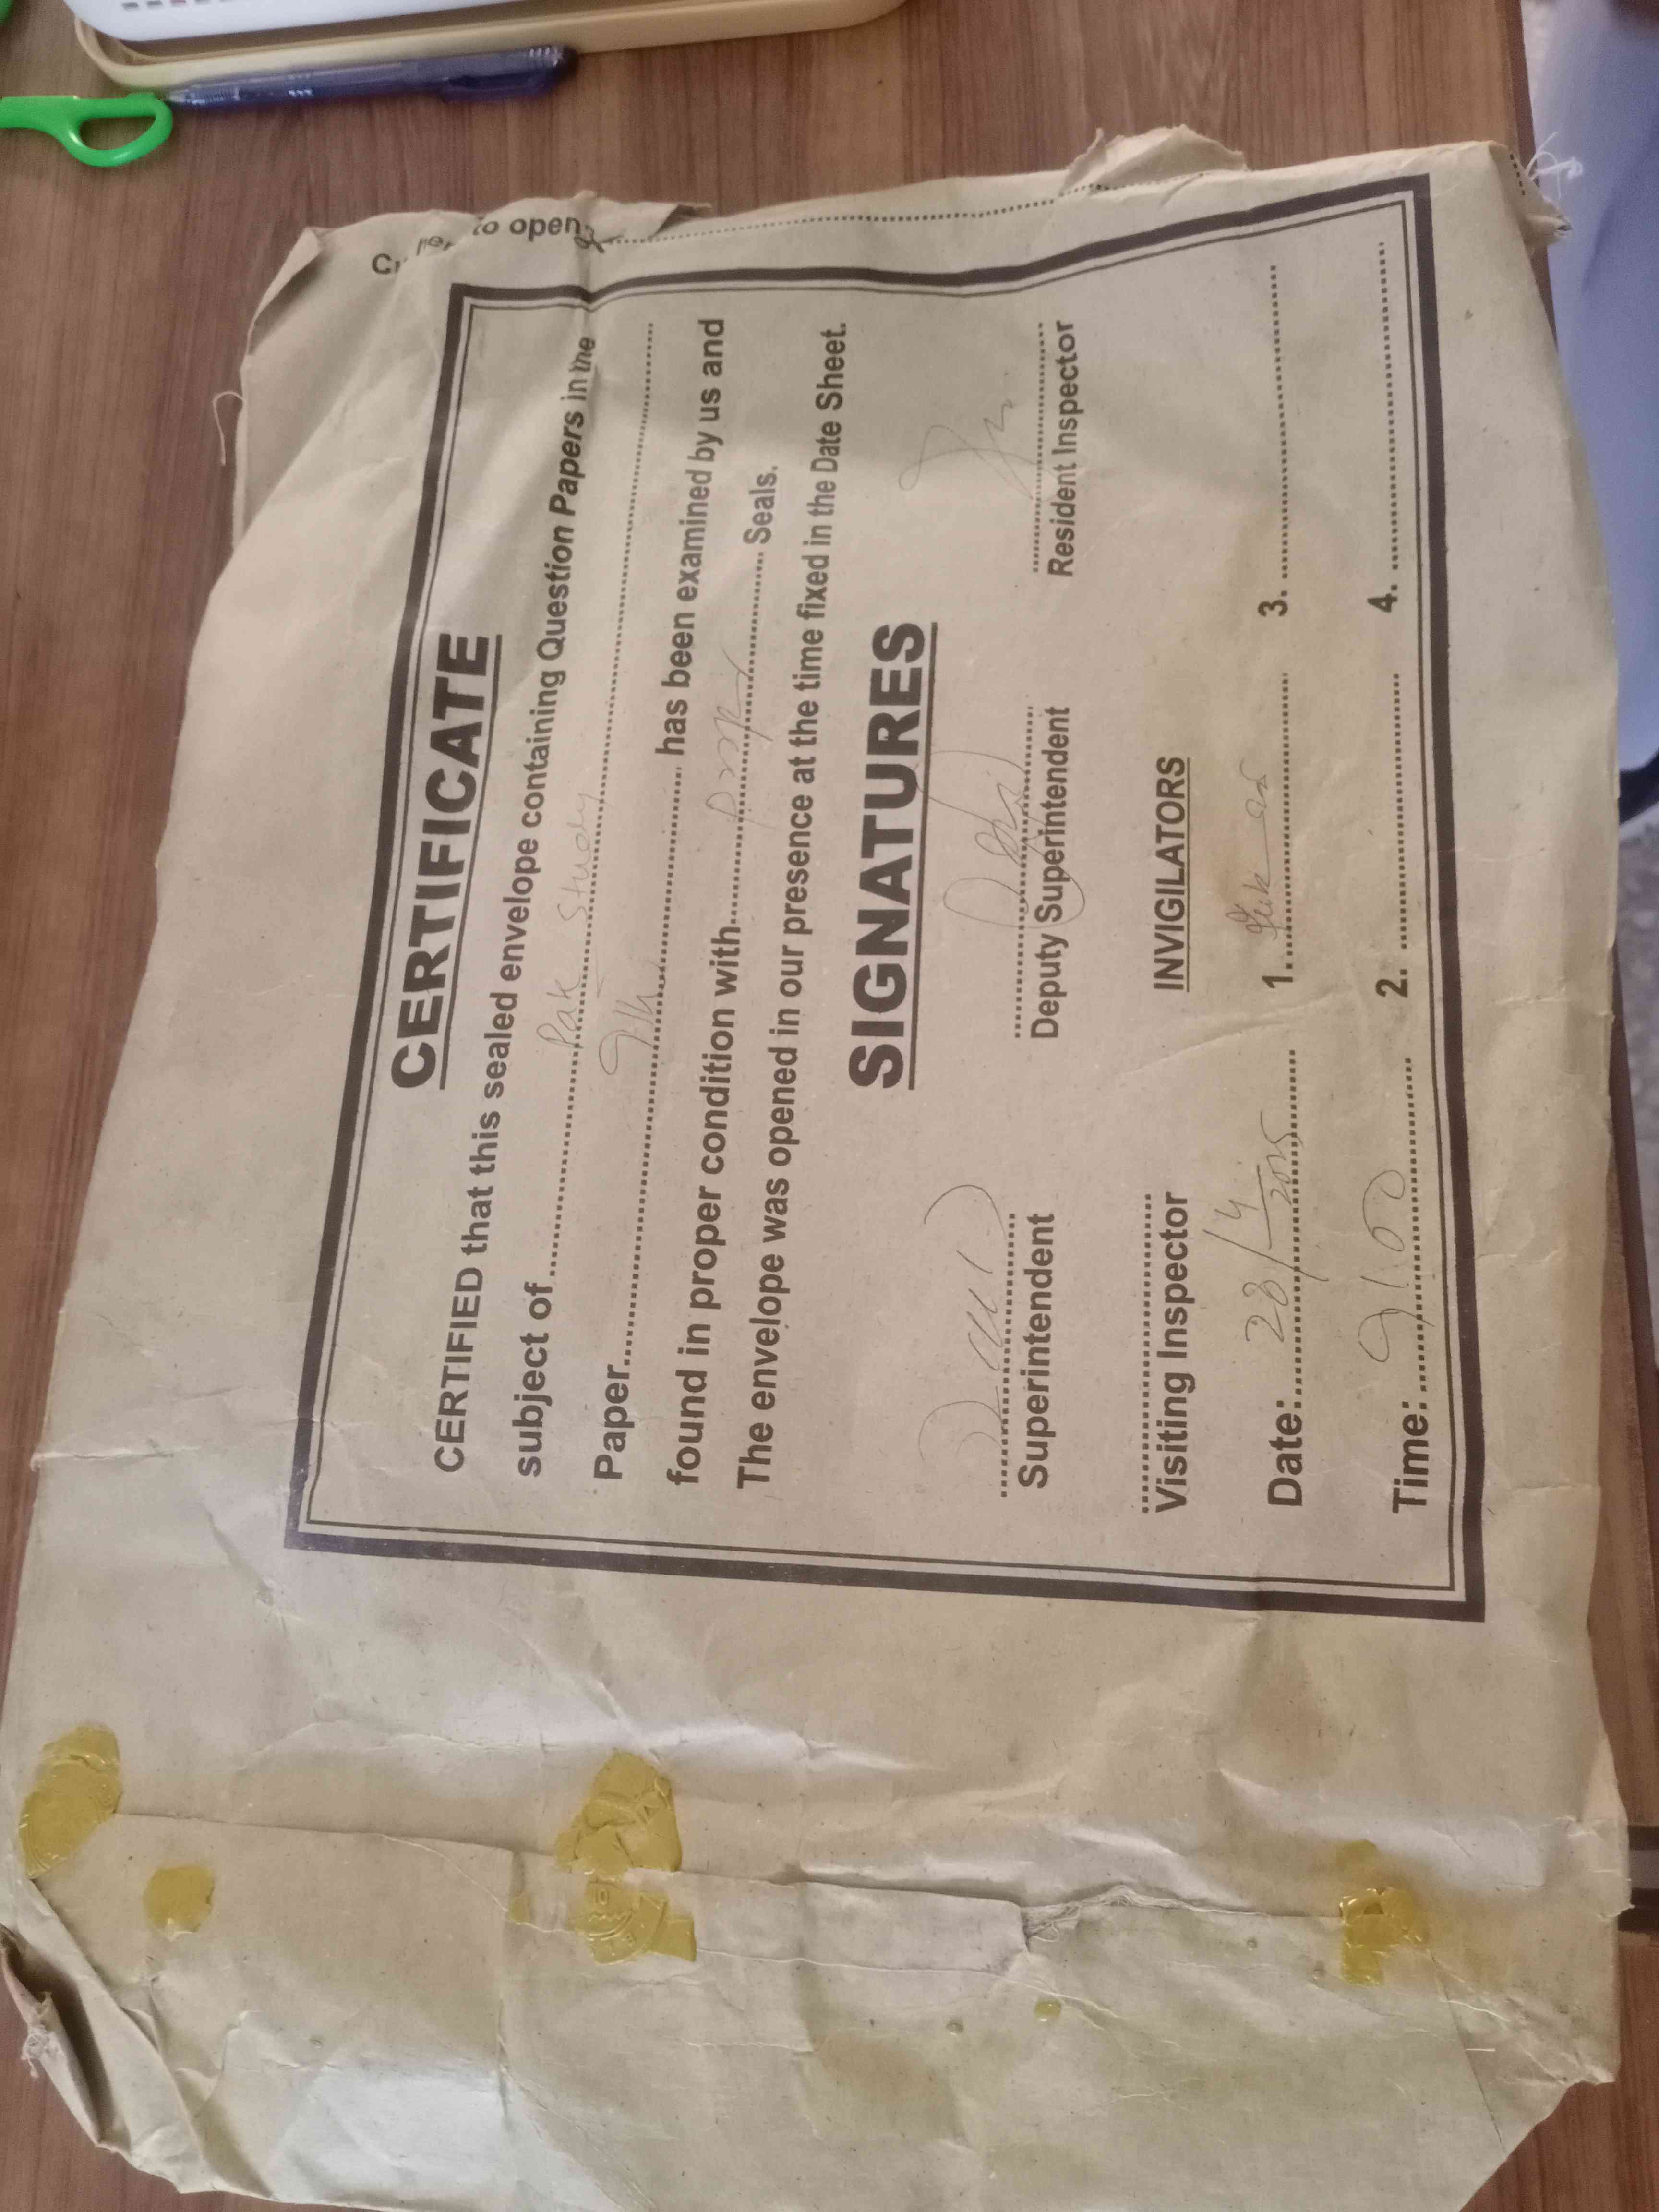 to open
CERTIFICATE
CERTIFIED that this sealed envelope containing Question Papers in the
subject of Pak Study
Paper 9th has been examined by us and
found in proper condition with Seals.
The envelope was opened in our presence at the time fixed in the Date Sheet.
SIGNATURES
Superintendent Deputy Superintendent Resident Inspector
Visiting Inspector INVIGILATORS
Date: 28/4/2025 1. 3.
Time: 9:00 2. 4.